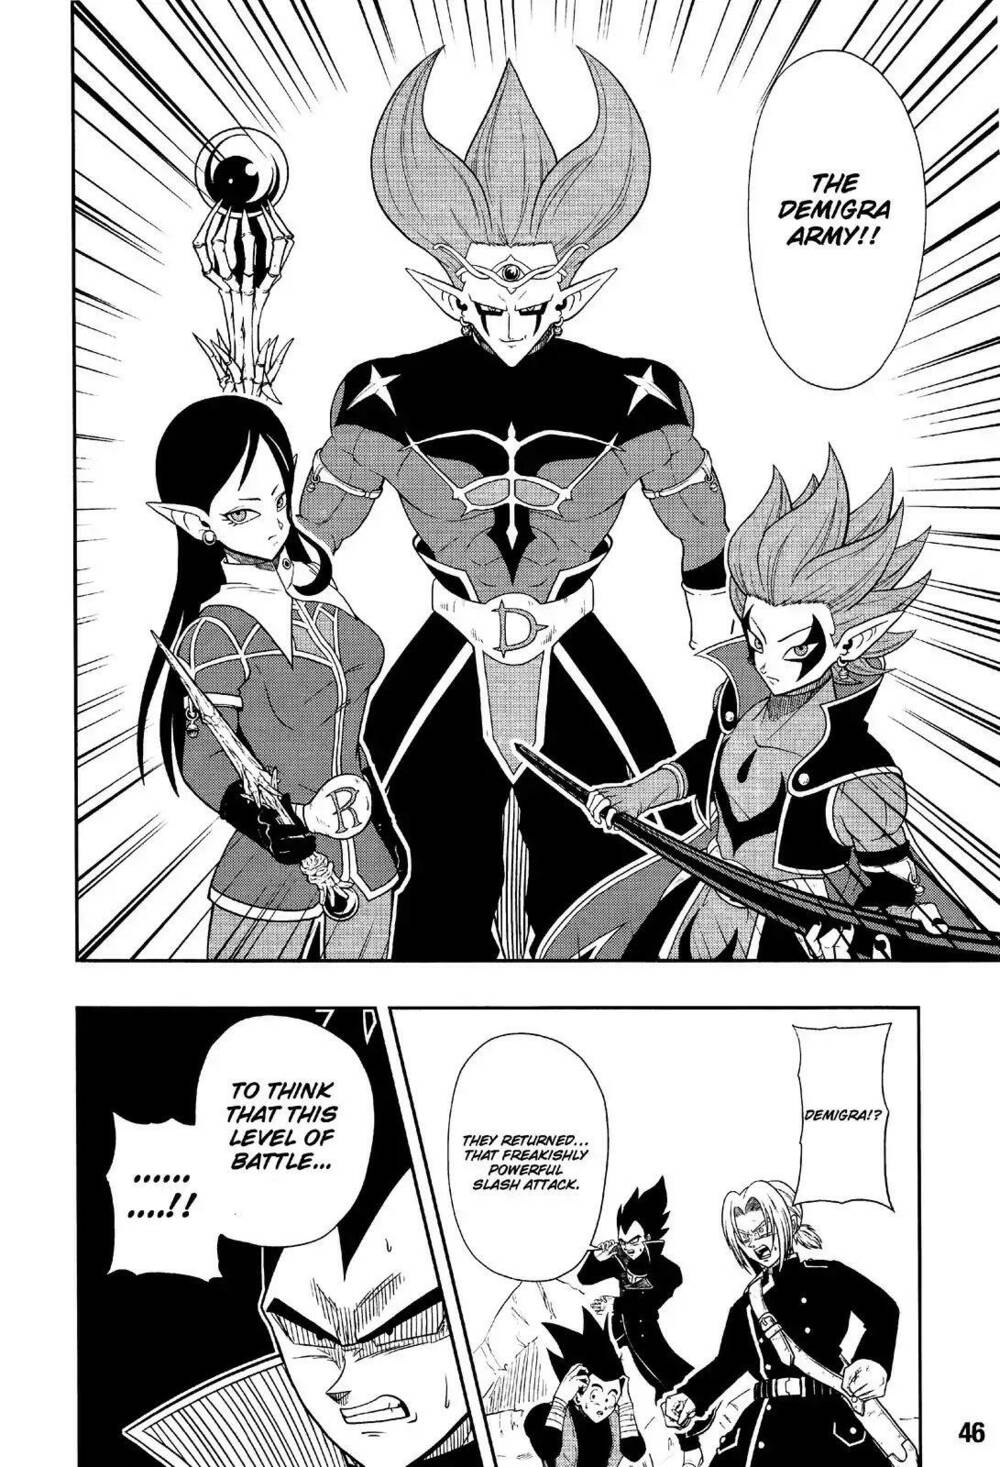 THE
DEMIGRA
ARMY!!
D
R
DEMIGRA!?
THEY RETURNED...
THAT FREAKISHLY
POWERFUL
SLASH ATTACK.
TO THINK
THAT THIS
LEVEL OF
BATTLE...
......
....!!
46